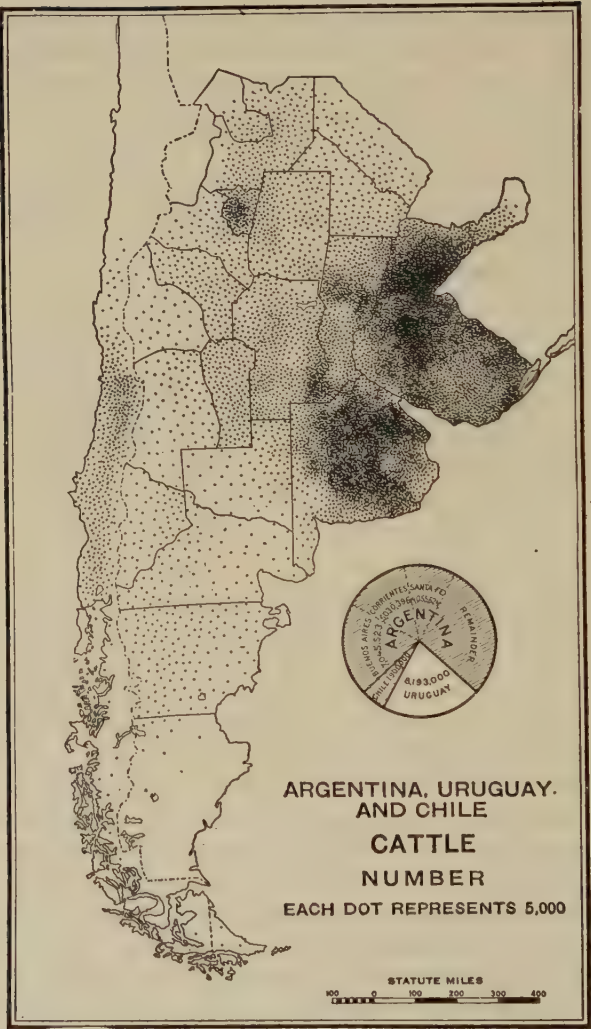 BUENOS AIRES
CORRIENTES
SANTA FÉ
REMAINDER
ARGENTINA
CHILE
8,193,000
URUGUAY
ARGENTINA, URUGUAY.
AND CHILE
CATTLE
NUMBER
EACH DOT REPRESENTS 5,000
STATUTE MILES
100 0 100 200 300 400